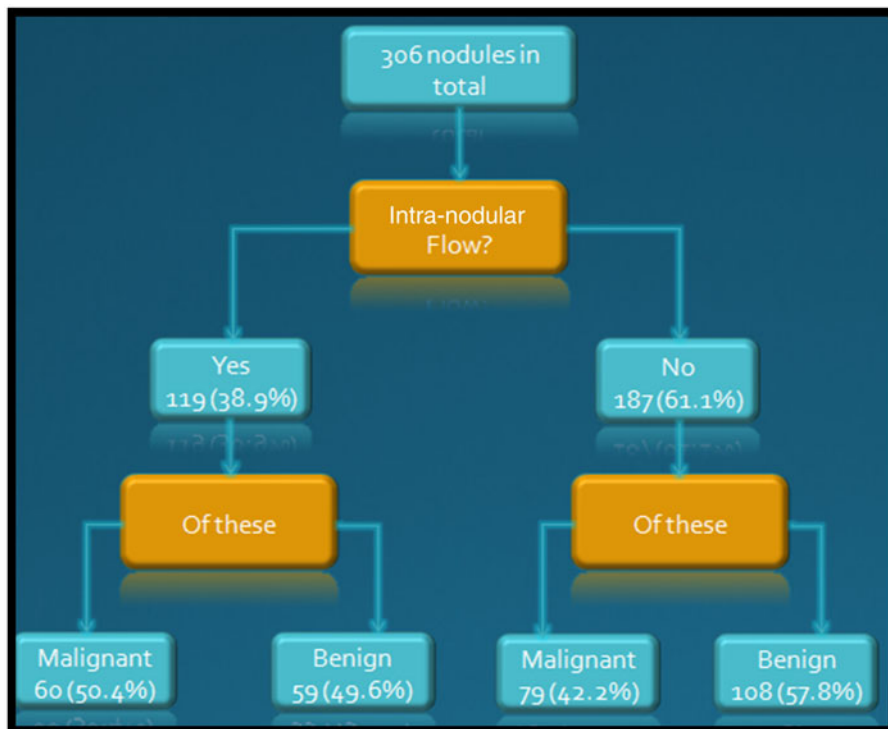 306 nodules in
total
Intra-nodular
Flow?
Yes
119 (38.9%)
No
187 (61.1%)
Of these
Of these
Malignant
60 (50.4%)
Benign
59 (49.6%)
Malignant
79 (42.2%)
Benign
108 (57.8%)